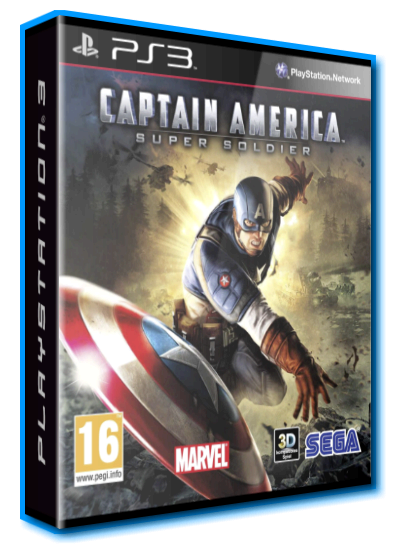 PS3
PlayStation®Network
CAPTAIN AMERICA
SUPER SOLDIER
PLAYSTATION 3
16
www.pegi.info
MARVEL
3D
SEGA